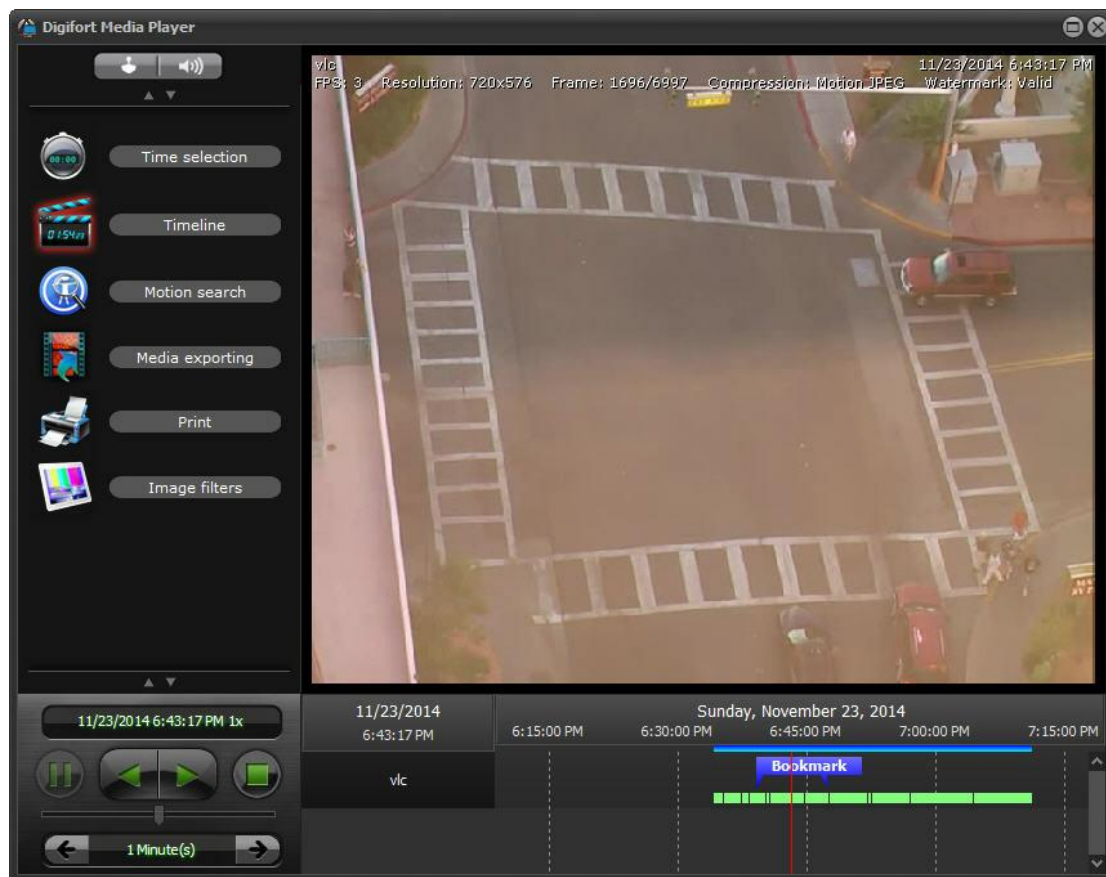 Digifort Media Player
vlc
11/23/2014 6:43:17 PM
FPS: 3 Resolution: 720x576 Frame: 1696/6997 Compression: Motion JPEG Watermark: Valid
00:00
Time selection
Timeline
Motion search
Media exporting
Print
Image filters
11/23/2014 6:43:17 PM 1x
1 Minute(s)
11/23/2014
6:43:17 PM
Sunday, November 23, 2014
6:15:00 PM 6:30:00 PM 6:45:00 PM 7:00:00 PM 7:15:00 PM
vlc
Bookmark